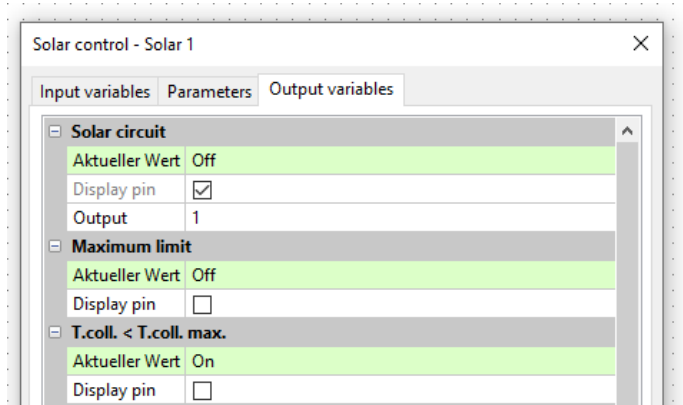 Solar control - Solar 1
Input variables Parameters Output variables
Solar circuit
Aktueller Wert Off
Display pin
Output 1
Maximum limit
Aktueller Wert Off
Display pin
T.coll. < T.coll. max.
Aktueller Wert On
Display pin